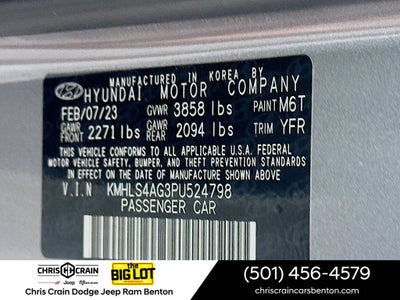 MANUFACTURED IN KOREA BY
HYUNDAI MOTOR COMPANY
FEB/07/23 GVWR 3858 lbs PAINT M6T
GAWR FRONT 2271 lbs GAWR REAR 2094 lbs TRIM YFR
THIS VEHICLE CONFORMS TO ALL APPLICABLE U.S. FEDERAL
MOTOR VEHICLE SAFETY, BUMPER, AND THEFT PREVENTION
STANDARDS IN EFFECT ON THE DATE OF MANUFACTURE SHOWN ABOVE.
V.I.N KMHLS4AG3PU524798
PASSENGER CAR
CHRIS CRAIN
DODGE Jeep RAM
THE BIG LOT
Chris Crain Dodge Jeep Ram Benton
(501) 456-4579
chriscraincarsbenton.com